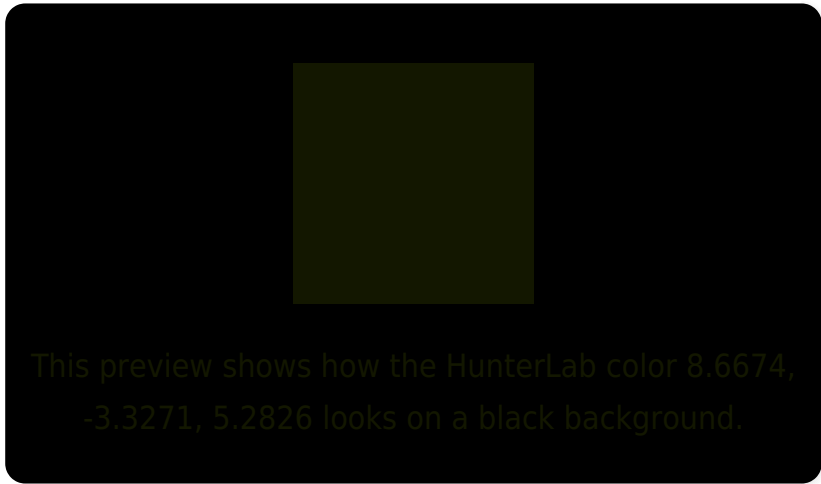 This preview shows how the HunterLab color 8.6674,
-3.3271, 5.2826 looks on a black background.